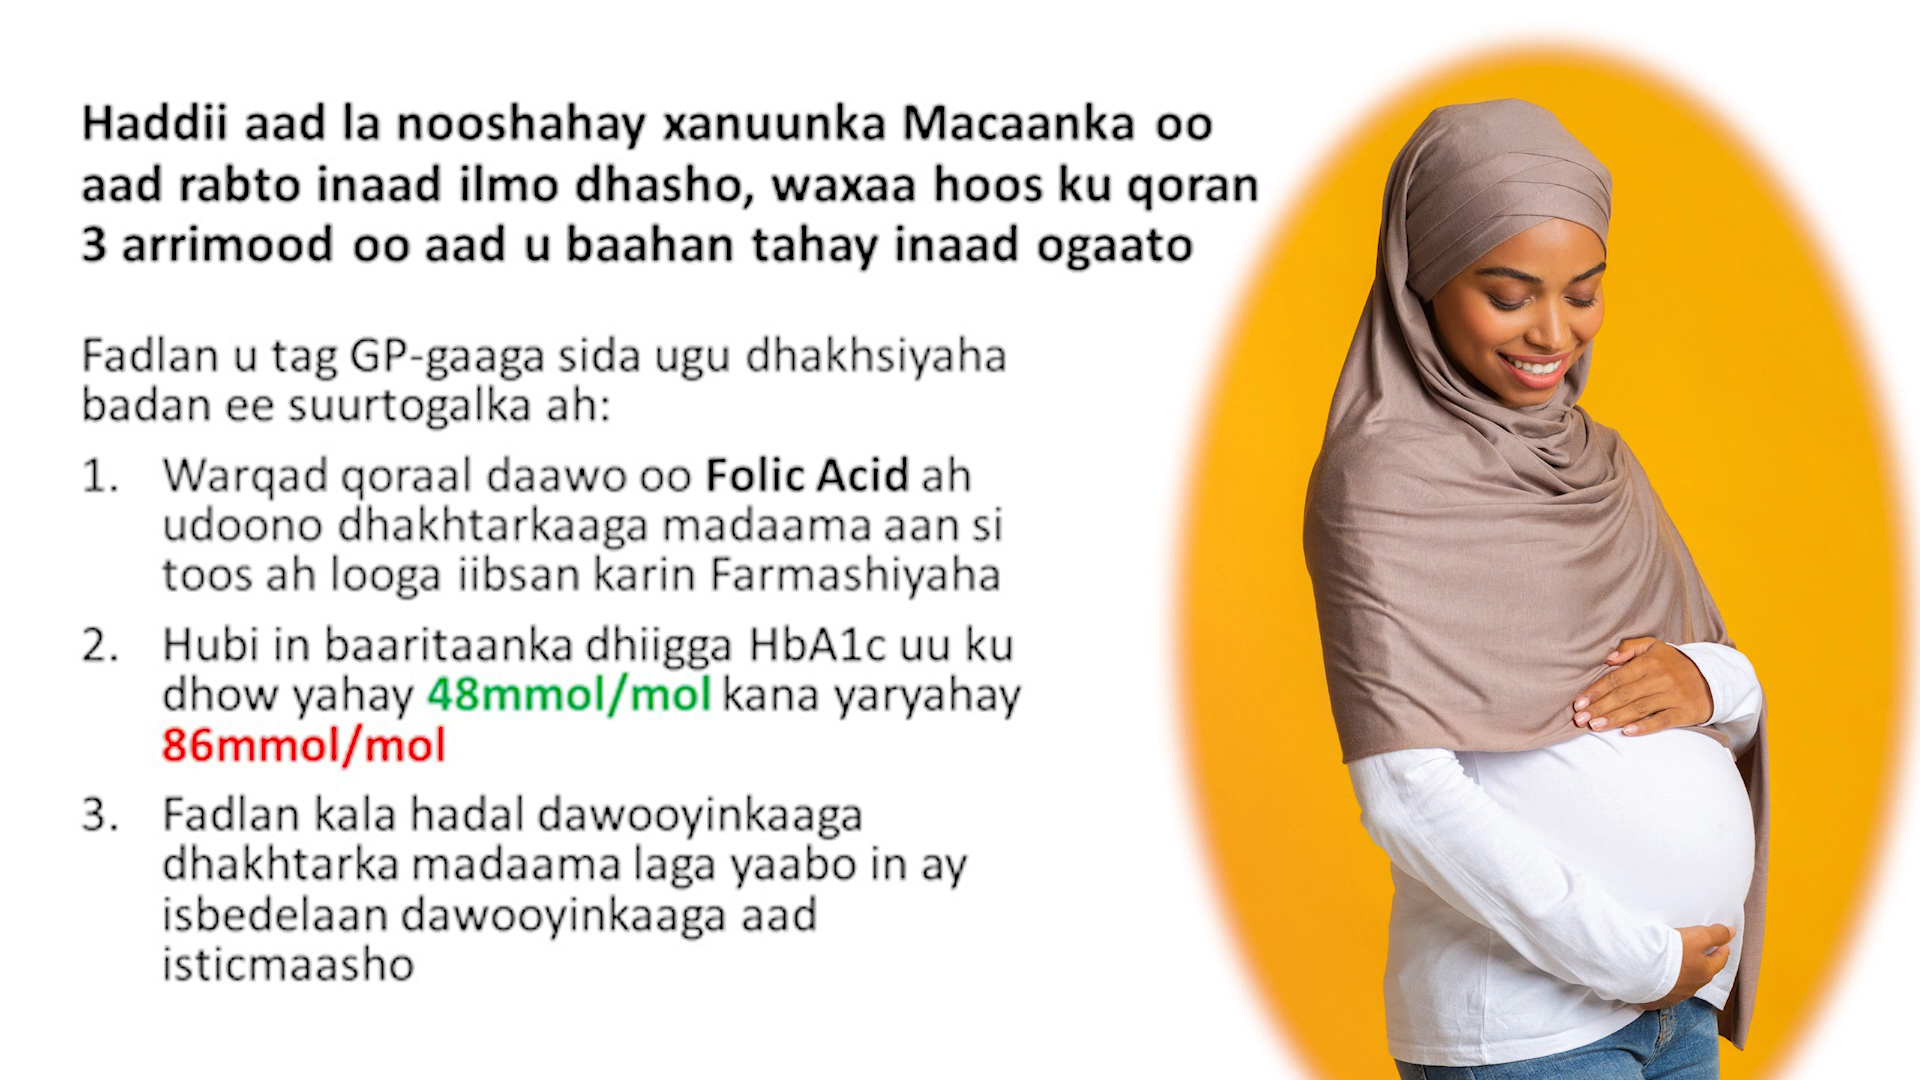 Haddii aad la nooshahay xanuunka Macaanka oo
aad rabto inaad ilmo dhasho, waxaa hoos ku qoran
3 arrimood oo aad u baahan tahay inaad ogaato
Fadlan u tag GP-gaaga sida ugu dhakhsiyaha
badan ee suurtogalka ah:
1. Warqad qoraal daawo oo Folic Acid ah
udoono dhakhtarkaaga madaama aan si
toos ah looga iibsan karin Farmashiyaha
2. Hubi in baaritaanka dhiigga HbA1c uu ku
dhow yahay 48mmol/mol kana yaryahay
86mmol/mol
3. Fadlan kala hadal dawooyinkaaga
dhakhtarka madaama laga yaabo in ay
isbedelaan dawooyinkaaga aad
isticmaasho